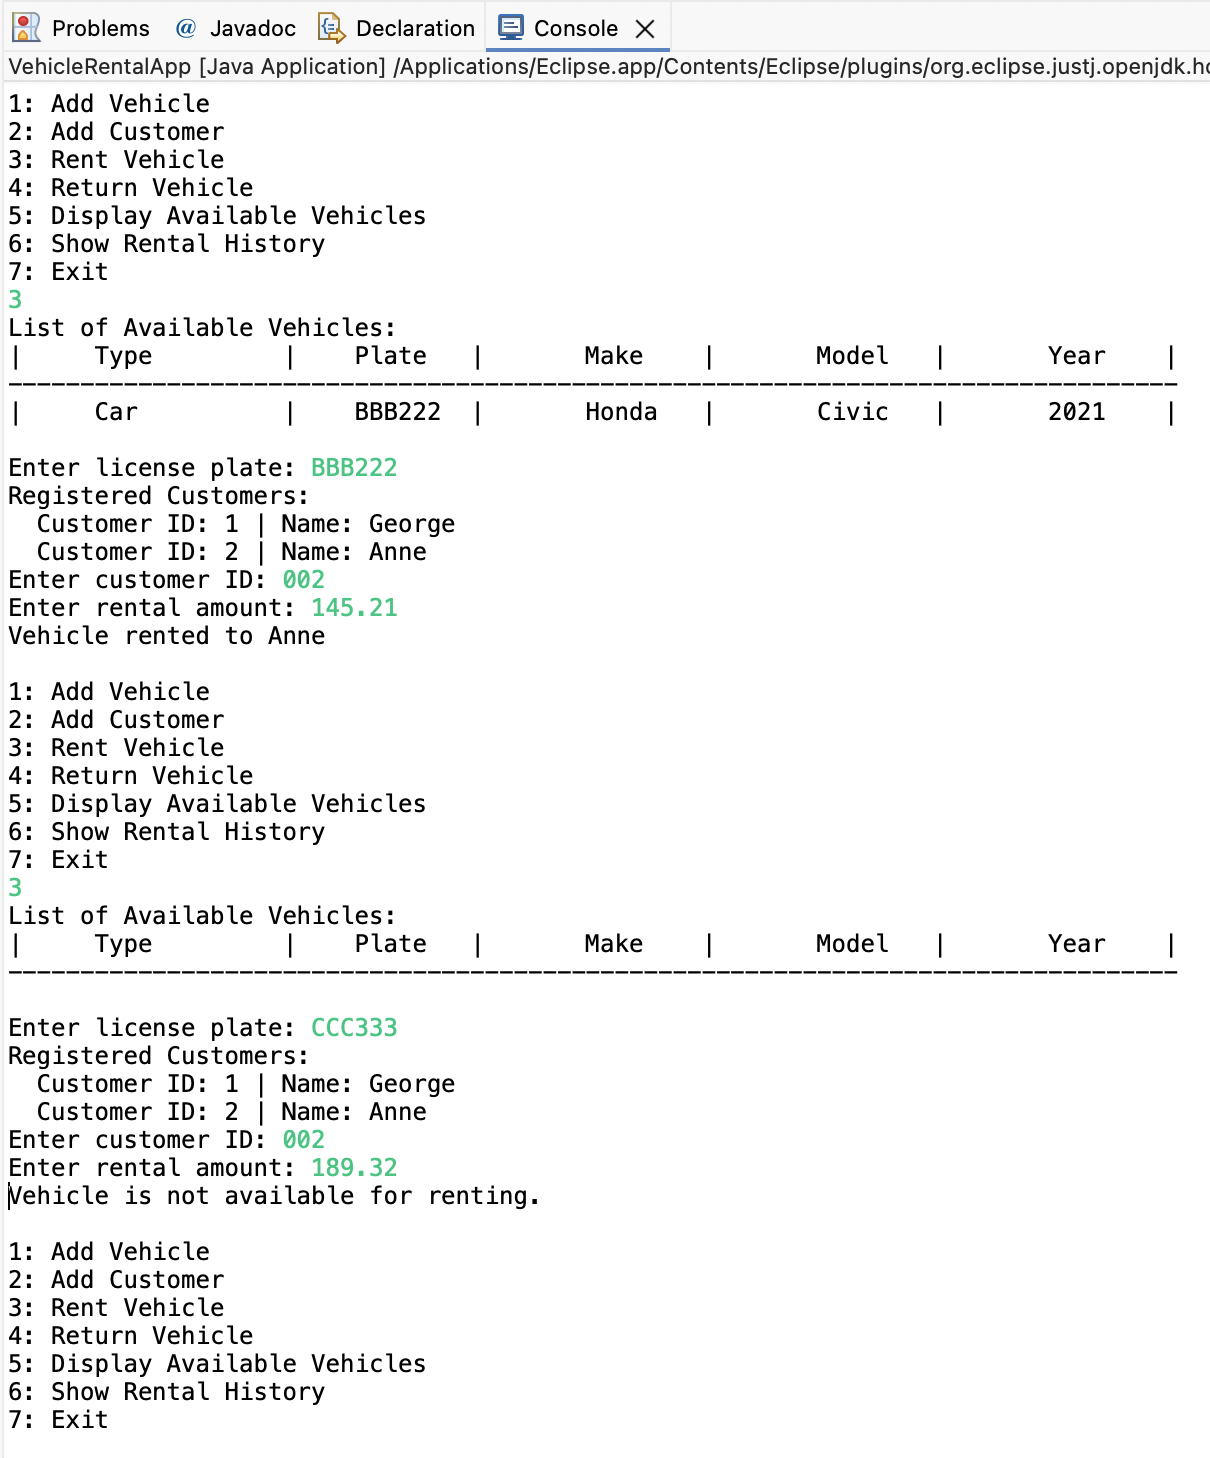 Problems @ Javadoc Declaration Console
VehicleRentalApp [Java Application] /Applications/Eclipse.app/Contents/Eclipse/plugins/org.eclipse.justj.openjdk.ho
1: Add Vehicle
2: Add Customer
3: Rent Vehicle
4: Return Vehicle
5: Display Available Vehicles
6: Show Rental History
7: Exit
3
List of Available Vehicles:
|     Type         |    Plate   |       Make    |       Model   |       Year    |
---------------------------------------------------------------------------------
|     Car          |    BBB222  |       Honda   |       Civic   |       2021    |
Enter license plate: BBB222
Registered Customers:
  Customer ID: 1 | Name: George
  Customer ID: 2 | Name: Anne
Enter customer ID: 002
Enter rental amount: 145.21
Vehicle rented to Anne
1: Add Vehicle
2: Add Customer
3: Rent Vehicle
4: Return Vehicle
5: Display Available Vehicles
6: Show Rental History
7: Exit
3
List of Available Vehicles:
|     Type         |    Plate   |       Make    |       Model   |       Year    |
---------------------------------------------------------------------------------
Enter license plate: CCC333
Registered Customers:
  Customer ID: 1 | Name: George
  Customer ID: 2 | Name: Anne
Enter customer ID: 002
Enter rental amount: 189.32
Vehicle is not available for renting.
1: Add Vehicle
2: Add Customer
3: Rent Vehicle
4: Return Vehicle
5: Display Available Vehicles
6: Show Rental History
7: Exit